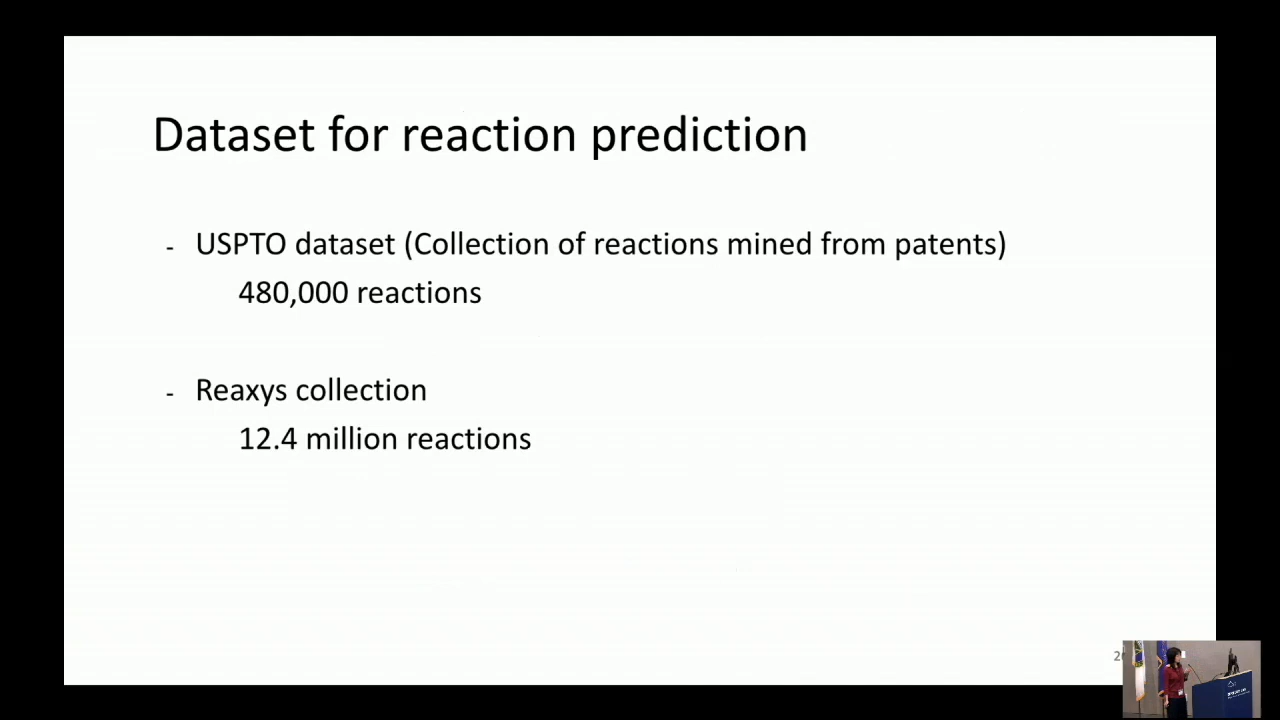 Dataset for reaction prediction
- USPTO dataset (Collection of reactions mined from patents)
480,000 reactions
- Reaxys collection
12.4 million reactions